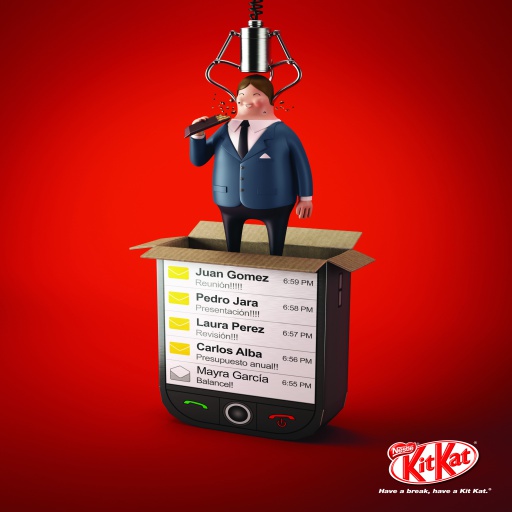 Juan Gomez 6:59 PM
Reunión!!!!!
Pedro Jara 6:58 PM
Presentación!!!!
Laura Perez 6:57 PM
Revisión!!!
Carlos Alba 6:56 PM
Presupuesto anual!!
Mayra García 6:55 PM
Balance!!
Nestlé
KitKat
Have a break, have a Kit Kat.®